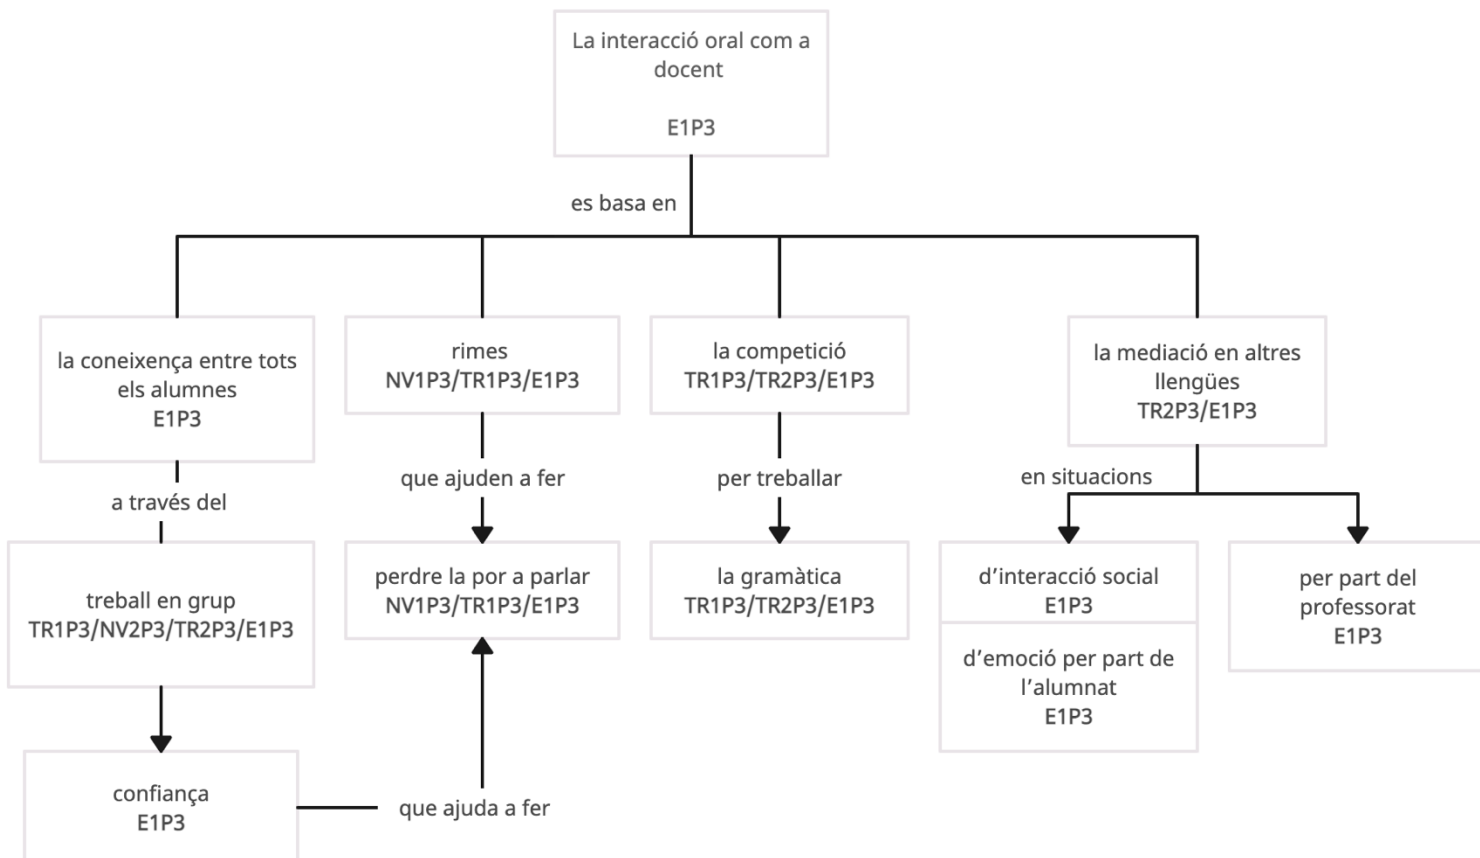 La interacció oral com a
docent
E1P3
es basa en
la coneixença entre tots
els alumnes
E1P3
rimes
NV1P3/TR1P3/E1P3
la competició
TR1P3/TR2P3/E1P3
la mediació en altres
llengües
TR2P3/E1P3
a través del
que ajuden a fer
per treballar
en situacions
treball en grup
TR1P3/NV2P3/TR2P3/E1P3
perdre la por a parlar
NV1P3/TR1P3/E1P3
la gramàtica
TR1P3/TR2P3/E1P3
d’interacció social
E1P3
d’emoció per part de
l’alumnat
E1P3
per part del
professorat
E1P3
confiança
E1P3
que ajuda a fer